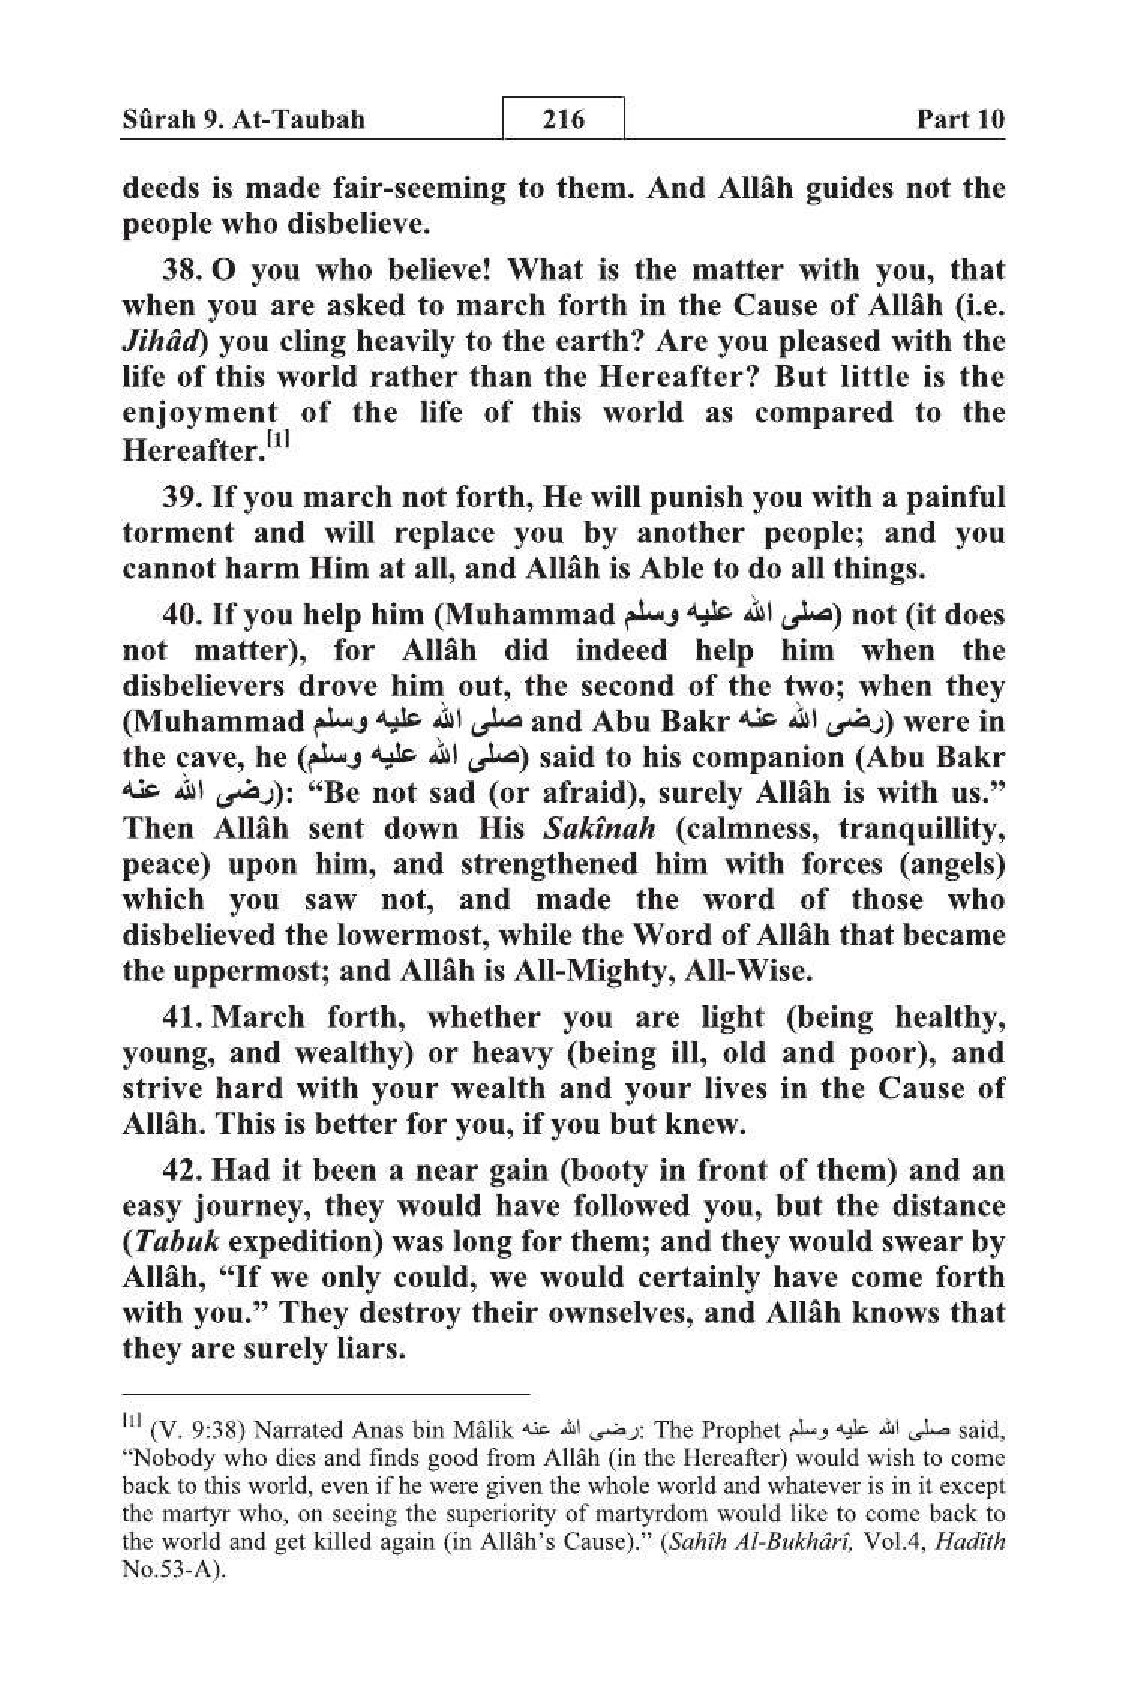 Sûrah 9. At-Taubah 216 Part 10
deeds is made fair-seeming to them. And Allâh guides not the
people who disbelieve.
38. O you who believe! What is the matter with you, that
when you are asked to march forth in the Cause of Allâh (i.e.
Jihâd) you cling heavily to the earth? Are you pleased with the
life of this world rather than the Hereafter? But little is the
enjoyment of the life of this world as compared to the
Hereafter.[1]
39. If you march not forth, He will punish you with a painful
torment and will replace you by another people; and you
cannot harm Him at all, and Allâh is Able to do all things.
40. If you help him (Muhammad صلى الله عليه وسلم) not (it does
not matter), for Allâh did indeed help him when the
disbelievers drove him out, the second of the two; when they
(Muhammad صلى الله عليه وسلم and Abu Bakr رضى الله عنه) were in
the cave, he (صلى الله عليه وسلم) said to his companion (Abu Bakr
رضى الله عنه): “Be not sad (or afraid), surely Allâh is with us.”
Then Allâh sent down His Sakînah (calmness, tranquillity,
peace) upon him, and strengthened him with forces (angels)
which you saw not, and made the word of those who
disbelieved the lowermost, while the Word of Allâh that became
the uppermost; and Allâh is All-Mighty, All-Wise.
41. March forth, whether you are light (being healthy,
young, and wealthy) or heavy (being ill, old and poor), and
strive hard with your wealth and your lives in the Cause of
Allâh. This is better for you, if you but knew.
42. Had it been a near gain (booty in front of them) and an
easy journey, they would have followed you, but the distance
(Tabuk expedition) was long for them; and they would swear by
Allâh, “If we only could, we would certainly have come forth
with you.” They destroy their ownselves, and Allâh knows that
they are surely liars.
[1] (V. 9:38) Narrated Anas bin Mâlik رضى الله عنه: The Prophet صلى الله عليه وسلم said,
“Nobody who dies and finds good from Allâh (in the Hereafter) would wish to come
back to this world, even if he were given the whole world and whatever is in it except
the martyr who, on seeing the superiority of martyrdom would like to come back to
the world and get killed again (in Allâh’s Cause).” (Sahîh Al-Bukhârî, Vol.4, Hadîth
No.53-A).